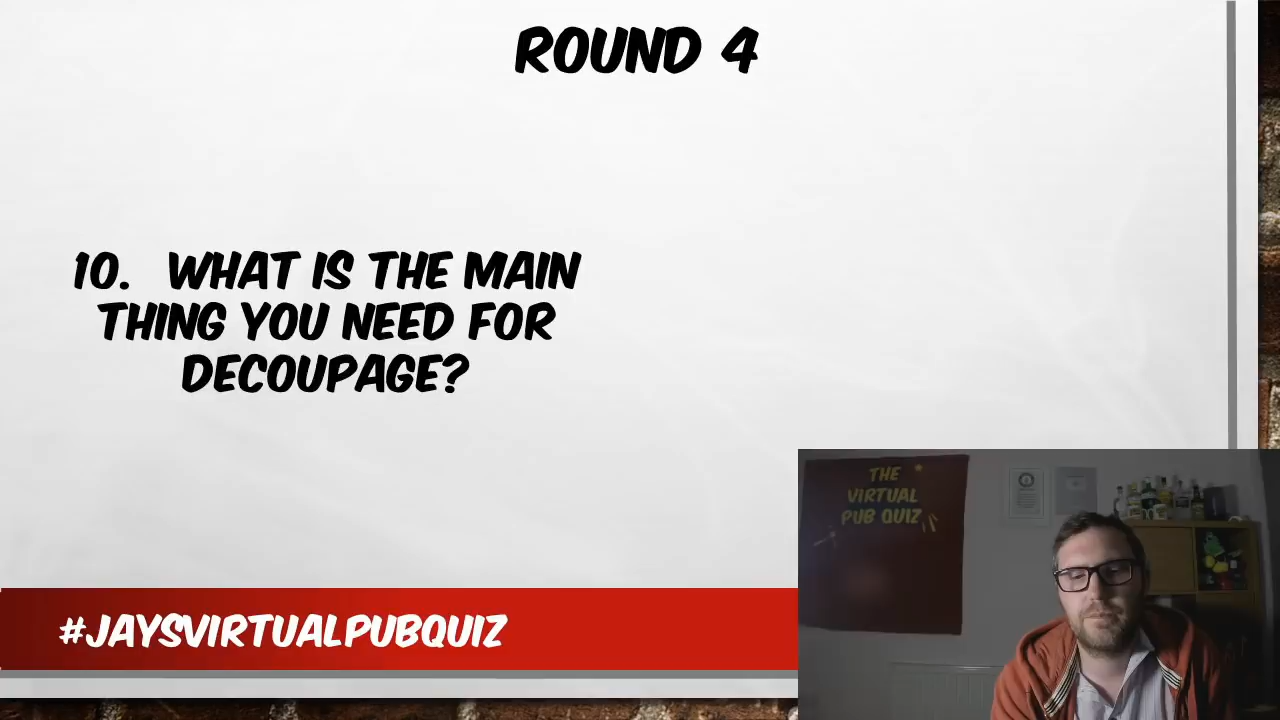 ROUND 4
10. WHAT IS THE MAIN
THING YOU NEED FOR
DECOUPAGE?
#JAYSVIRTUALPUBQUIZ
THE
VIRTUAL
PUB QUIZ